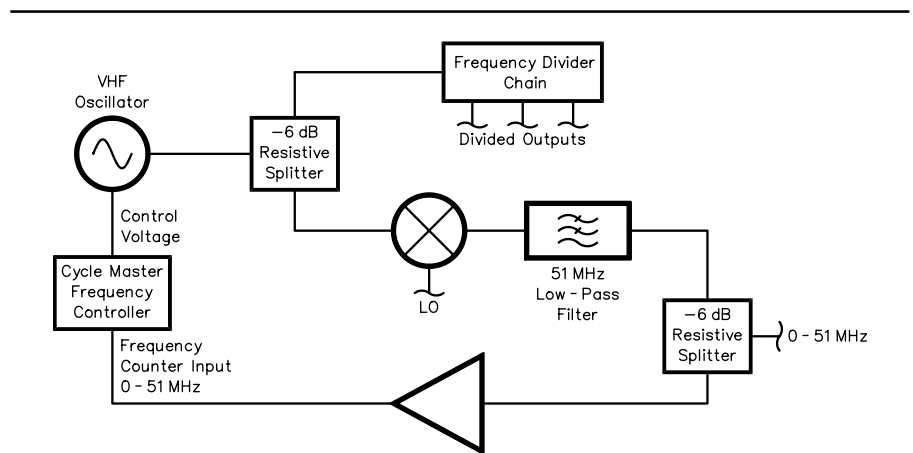 VHF
Oscillator
Frequency Divider
Chain
Divided Outputs
−6 dB
Resistive
Splitter
Control
Voltage
Cycle Master
Frequency
Controller
LO
51 MHz
Low - Pass
Filter
−6 dB
Resistive
Splitter
0 - 51 MHz
Frequency
Counter Input
0 - 51 MHz